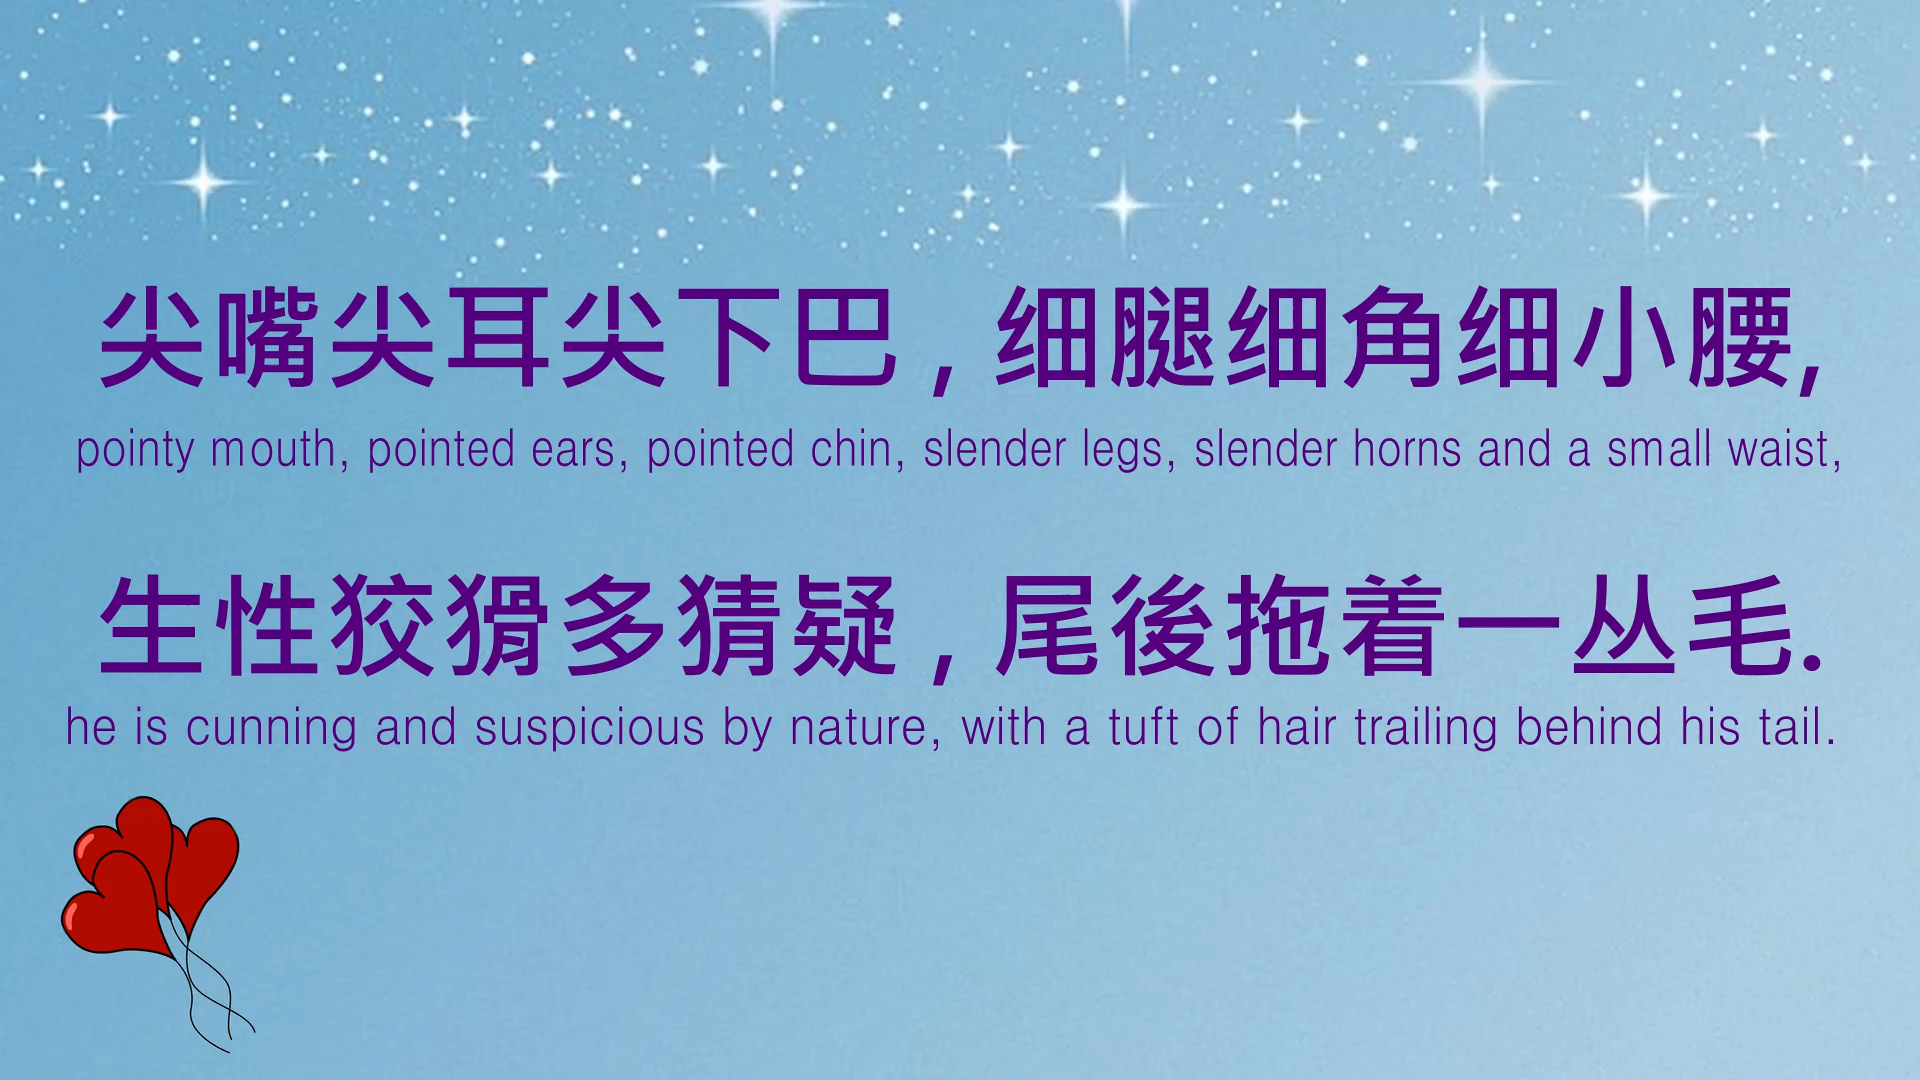 尖嘴尖耳尖下巴 , 细腿细角细小腰,
pointy mouth, pointed ears, pointed chin, slender legs, slender horns and a small waist,
生性狡猾多猜疑 , 尾後拖着一丛毛.
he is cunning and suspicious by nature, with a tuft of hair trailing behind his tail.